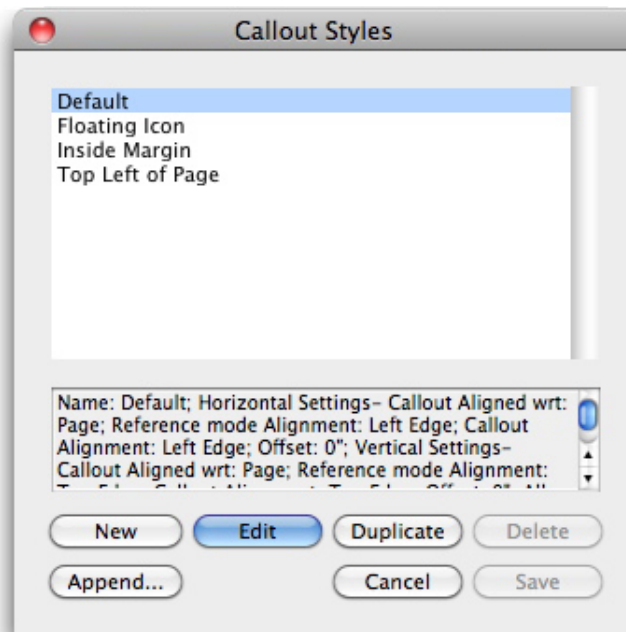 Callout Styles
Default
Floating Icon
Inside Margin
Top Left of Page
Name: Default; Horizontal Settings– Callout Aligned wrt:
Page; Reference mode Alignment: Left Edge; Callout
Alignment: Left Edge; Offset: 0"; Vertical Settings–
Callout Aligned wrt: Page; Reference mode Alignment:
New Edit Duplicate Delete
Append... Cancel Save